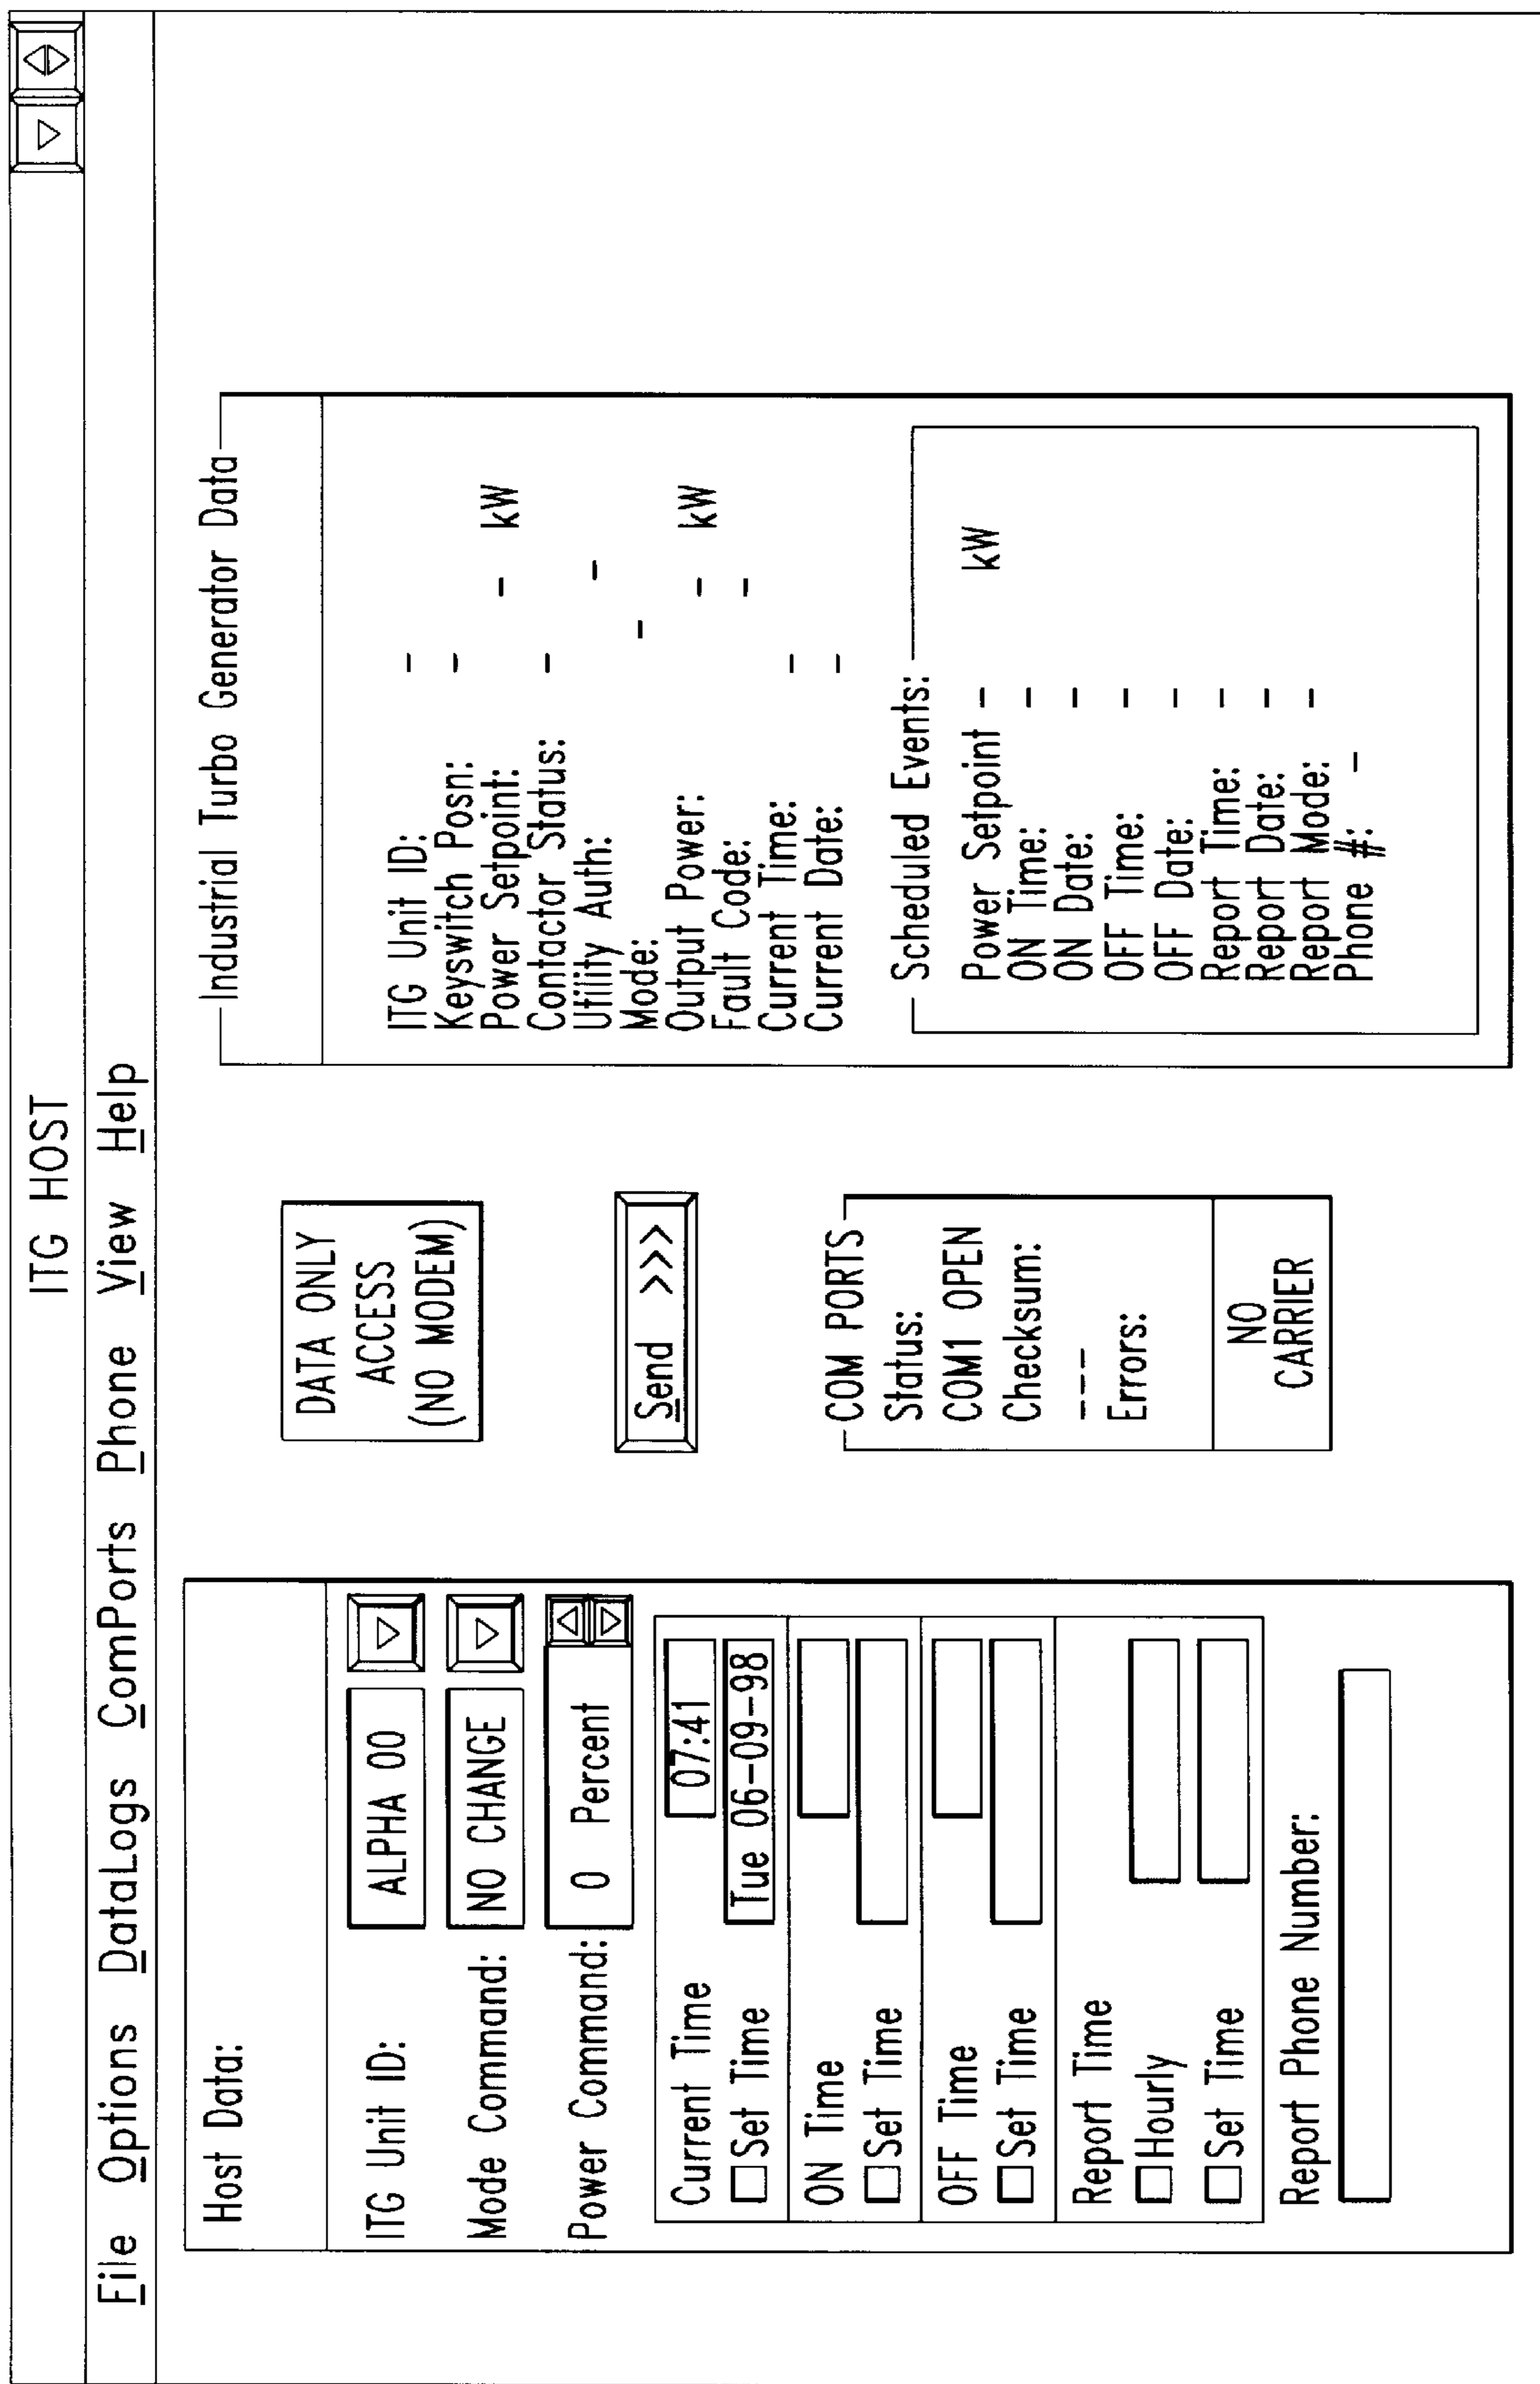 ITG HOST
File Options DataLogs ComPorts Phone View Help
Host Data:
ITG Unit ID: ALPHA 00
Mode Command: NO CHANGE
Power Command: 0 Percent
Current Time 07:41
Set Time Tue 06-09-98
ON Time
Set Time
OFF Time
Set Time
Report Time
Hourly
Set Time
Report Phone Number:
DATA ONLY
ACCESS
(NO MODEM)
Send >>>
COM PORTS
Status:
COM1 OPEN
Checksum:
---
Errors:
NO
CARRIER
Industrial Turbo Generator Data
ITG Unit ID: -
Keyswitch Posn: -
Power Setpoint: - kW
Contactor Status: -
Utility Auth: -
Mode: -
Output Power: - kW
Fault Code: -
Current Time: -
Current Date: -
Scheduled Events:
Power Setpoint - kW
ON Time: -
ON Date: -
OFF Time: -
OFF Date: -
Report Time: -
Report Date: -
Report Mode: -
Phone #: -